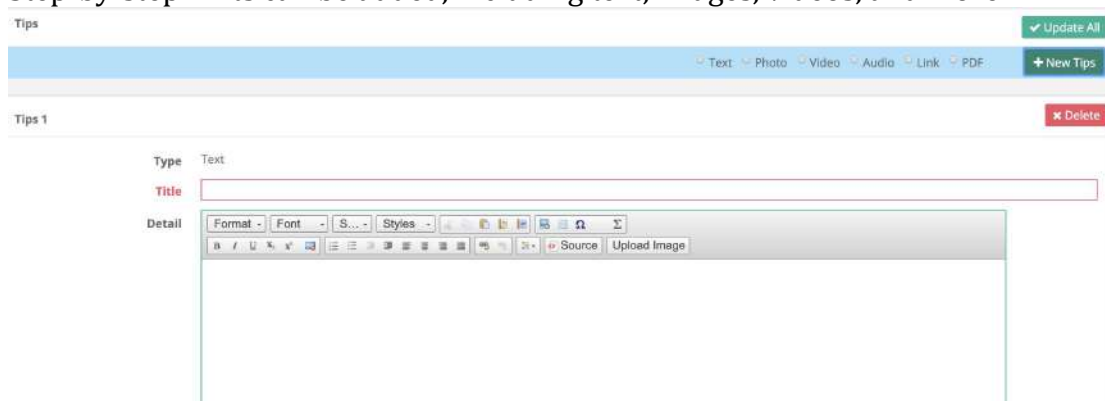 Tips
✔ Update All
Text Photo Video Audio Link PDF + New Tips
Tips 1
✖ Delete
Type Text
Title
Detail
Format Font S... Styles Ω Σ
B I U Source Upload Image